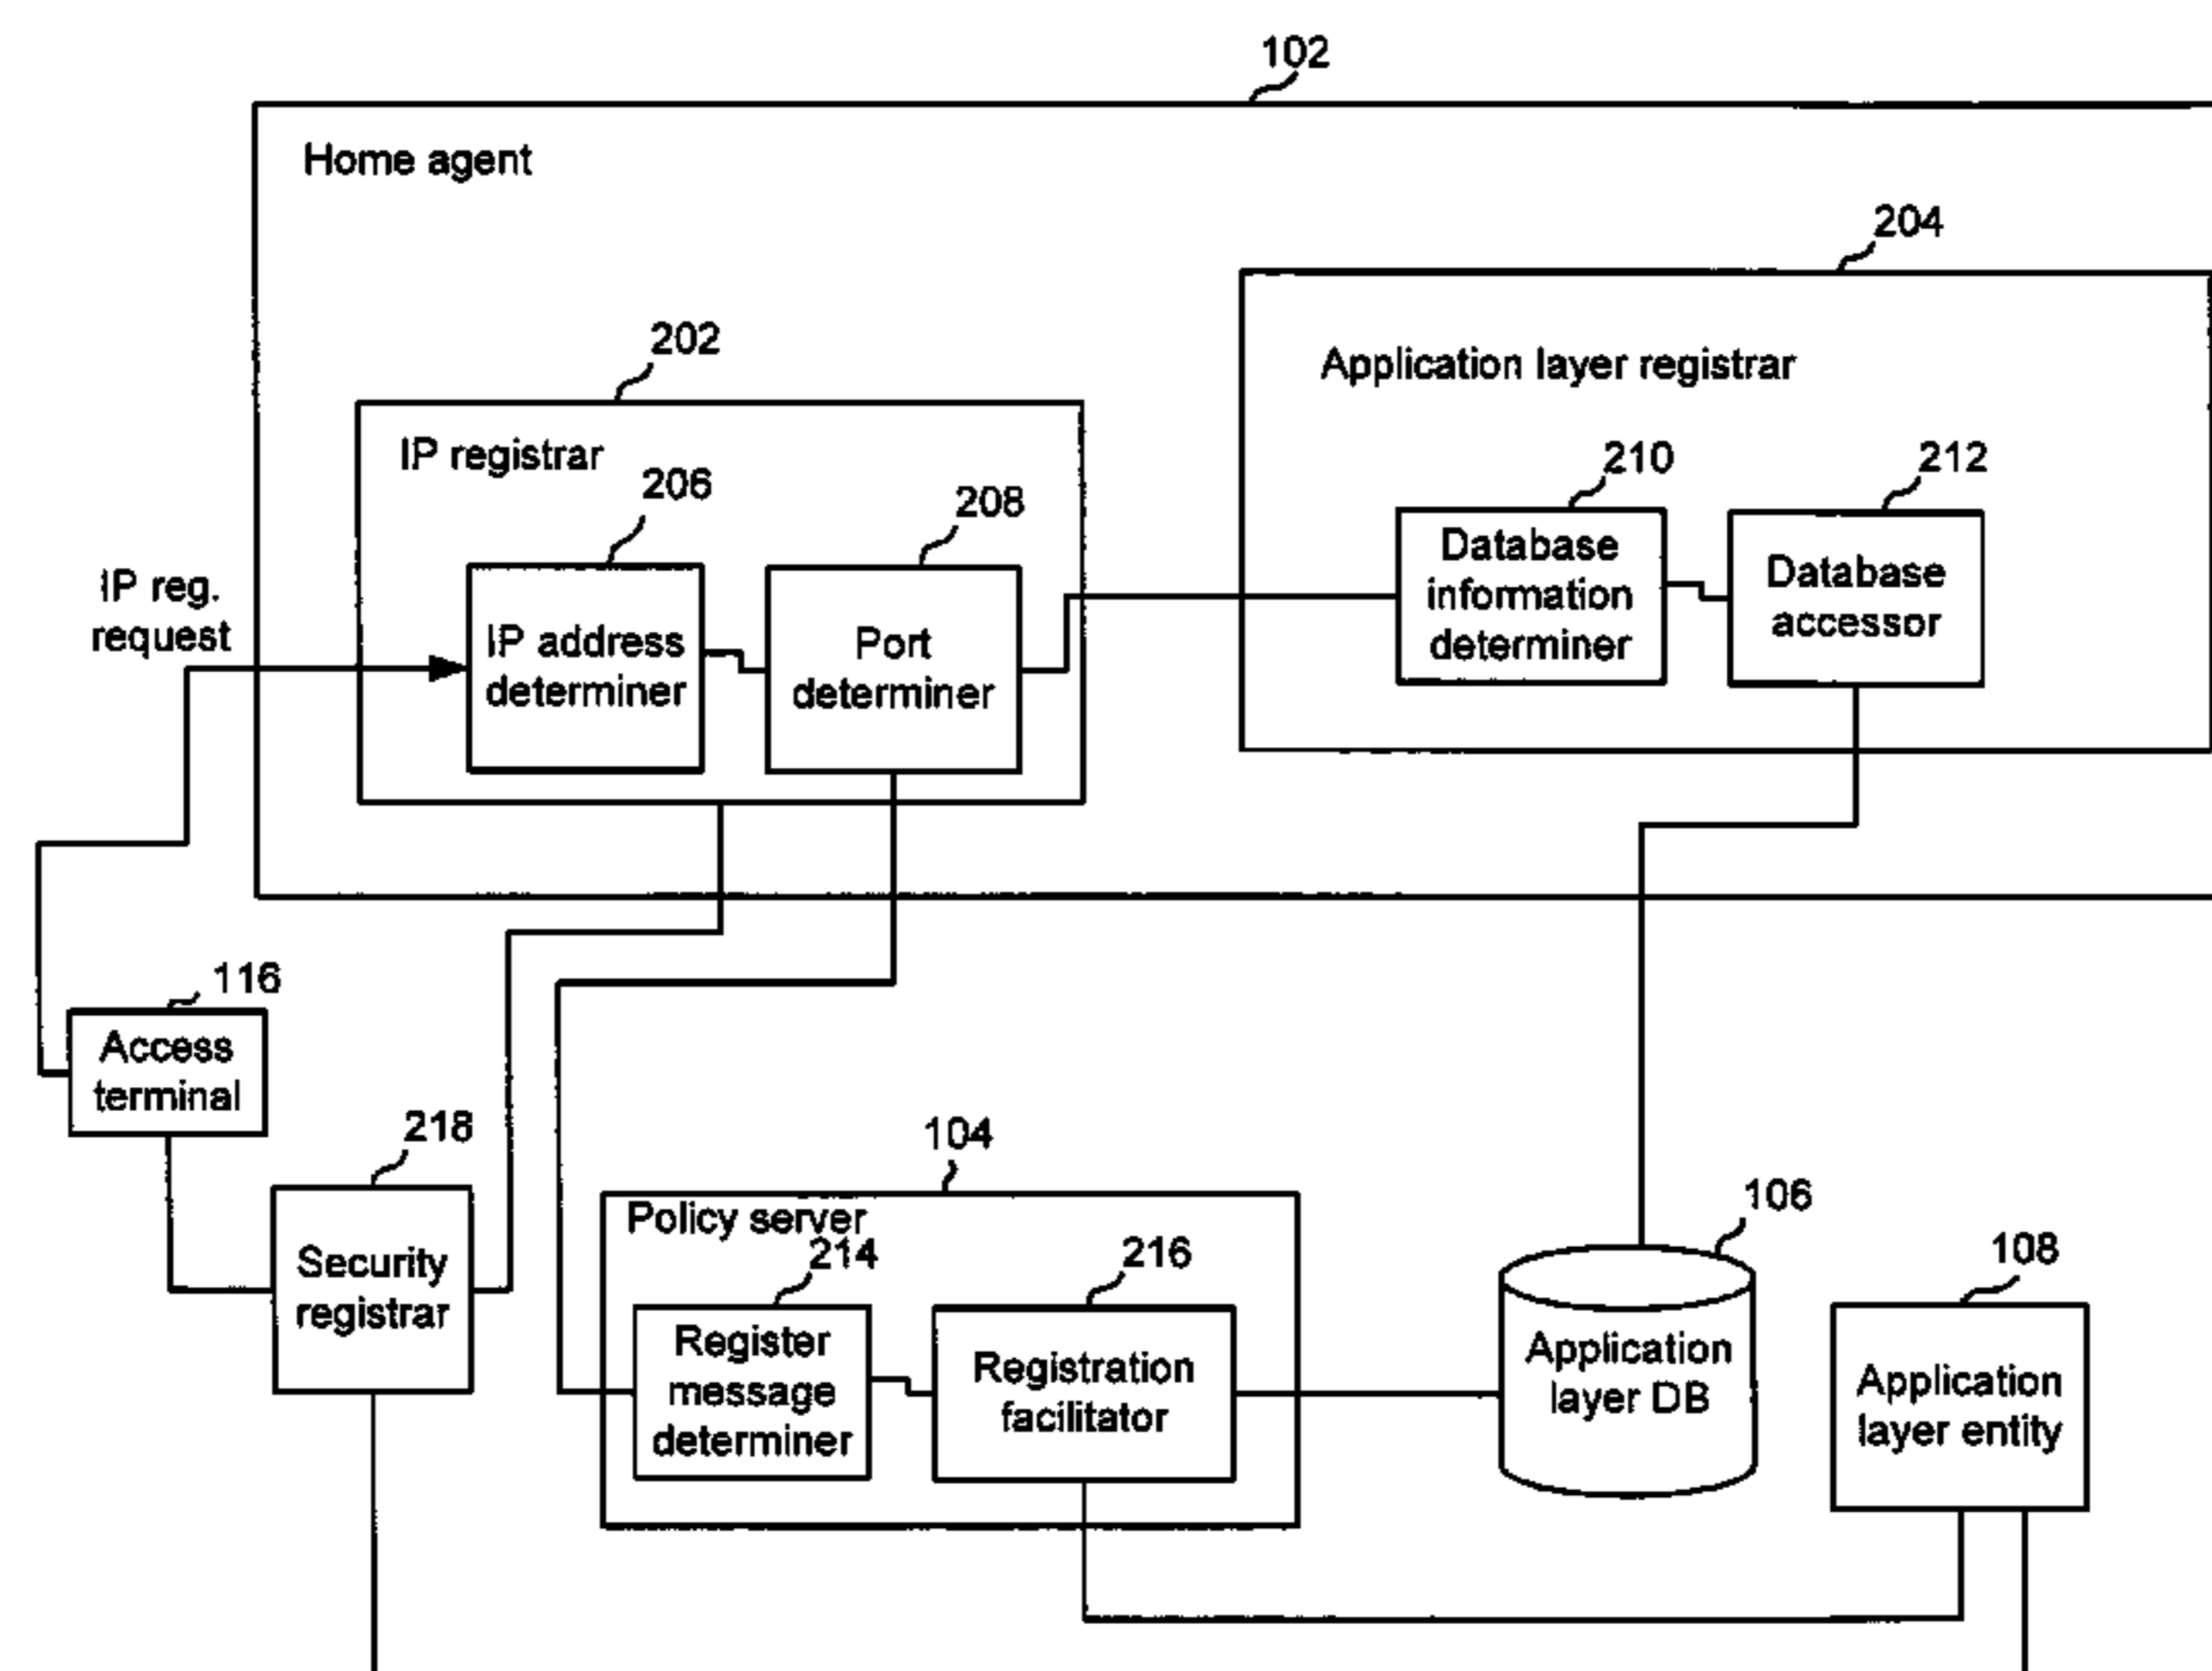 102
Home agent
204
Application layer registrar
202
IP registrar
206
208
210
212
Database
information
determiner
Database
accessor
IP reg.
request
IP address
determiner
Port
determiner
116
Access
terminal
218
Security
registrar
104
Policy server
214
216
Register
message
determiner
Registration
facilitator
106
Application
layer DB
108
Application
layer entity